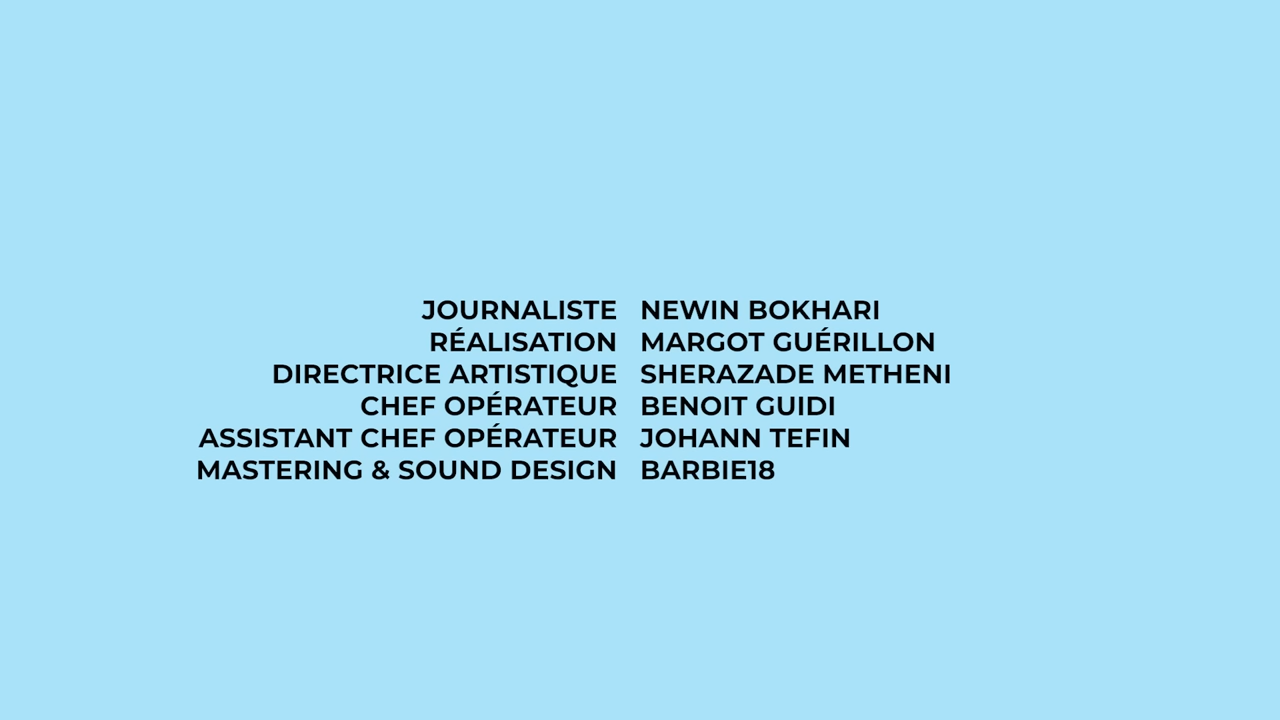 JOURNALISTE NEWIN BOKHARI
RÉALISATION MARGOT GUÉRILLON
DIRECTRICE ARTISTIQUE SHERAZADE METHENI
CHEF OPÉRATEUR BENOIT GUIDI
ASSISTANT CHEF OPÉRATEUR JOHANN TEFIN
MASTERING & SOUND DESIGN BARBIE18